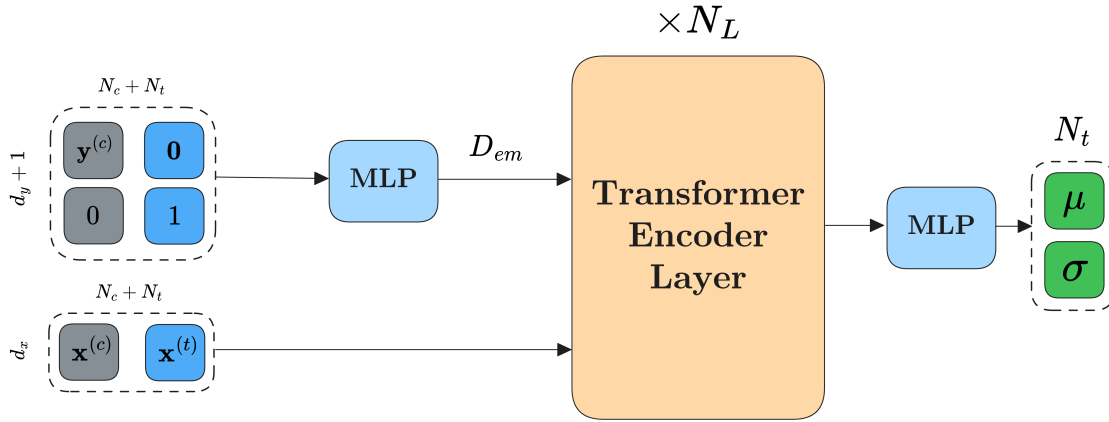 ×N_L
N_c + N_t
d_y + 1
y^(c)
0
0
1
MLP
D_em
Transformer
Encoder
Layer
MLP
N_t
μ
σ
N_c + N_t
d_x
x^(c)
x^(t)